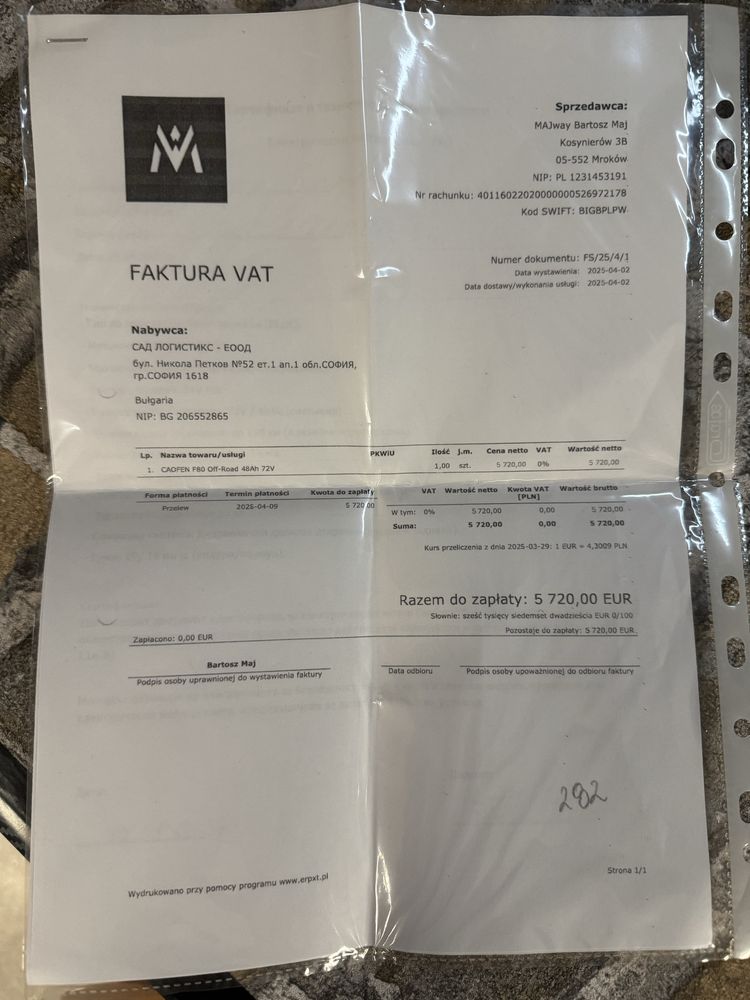 Sprzedawca:
MAJway Bartosz Maj
Kosynierów 3B
05-552 Mroków
NIP: PL 1231453191
Nr rachunku: 40116022020000000526972178
Kod SWIFT: BIGBPLPW
Numer dokumentu: FS/25/4/1
Data wystawienia: 2025-04-02
Data dostawy/wykonania usługi: 2025-04-02
FAKTURA VAT
Nabywca:
САД ЛОГИСТИКС - ЕООД
бул. Никола Петков №52 ет.1 ап.1 обл.СОФИЯ,
гр.СОФИЯ 1618
Bułgaria
NIP: BG 206552865
Lp. Nazwa towaru/usługi PKWiU Ilość j.m. Cena netto VAT Wartość netto
1. CAOFEN F80 Off-Road 48Ah 72V 1,00 szt. 5 720,00 0% 5 720,00
Forma płatności Termin płatności Kwota do zapłaty
Przelew 2025-04-09 5 720,00
VAT Wartość netto Kwota VAT [PLN] Wartość brutto
W tym: 0% 5 720,00 0,00 5 720,00
Suma: 5 720,00 0,00 5 720,00
Kurs przeliczenia z dnia 2025-03-29: 1 EUR = 4,3009 PLN
Razem do zapłaty: 5 720,00 EUR
Słownie: sześć tysięcy siedemset dwadzieścia EUR 0/100
Zapłacono: 0,00 EUR
Pozostaje do zapłaty: 5 720,00 EUR
Bartosz Maj
Podpis osoby uprawnionej do wystawienia faktury
Data odbioru
Podpis osoby upoważnionej do odbioru faktury
282
Wydrukowano przy pomocy programu www.erpxt.pl
Strona 1/1